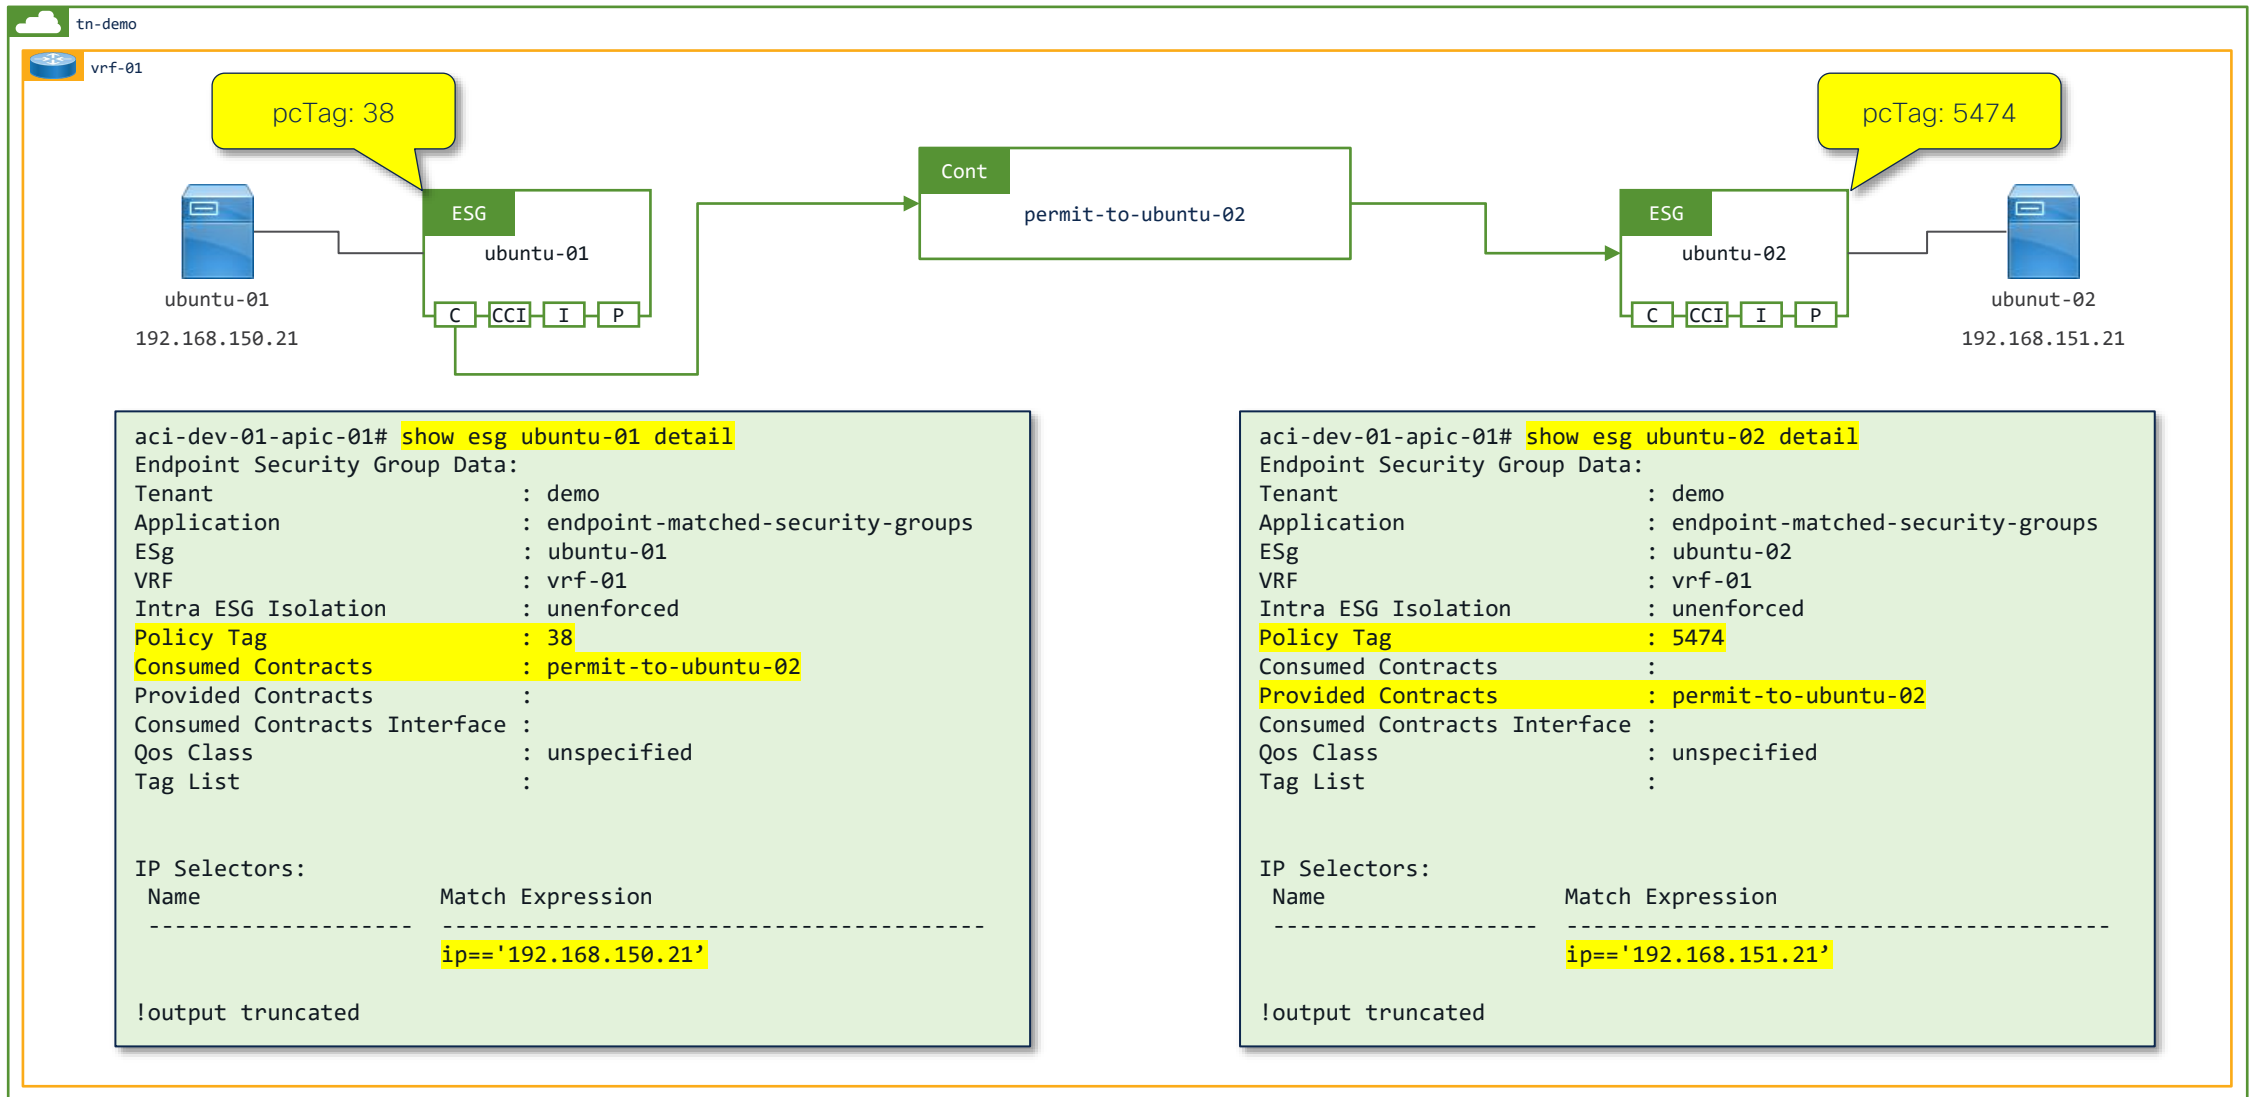 tn-demo
vrf-01
pcTag: 38
pcTag: 5474
Cont
permit-to-ubuntu-02
ESG
ubuntu-01
C CCI I P
ESG
ubuntu-02
C CCI I P
ubuntu-01
192.168.150.21
ubunut-02
192.168.151.21
aci-dev-01-apic-01# show esg ubuntu-01 detail
Endpoint Security Group Data:
Tenant : demo
Application : endpoint-matched-security-groups
ESg : ubuntu-01
VRF : vrf-01
Intra ESG Isolation : unenforced
Policy Tag : 38
Consumed Contracts : permit-to-ubuntu-02
Provided Contracts :
Consumed Contracts Interface :
Qos Class : unspecified
Tag List :
IP Selectors:
Name Match Expression
-------------------- -----------------------------------------
ip=='192.168.150.21’
!output truncated
aci-dev-01-apic-01# show esg ubuntu-02 detail
Endpoint Security Group Data:
Tenant : demo
Application : endpoint-matched-security-groups
ESg : ubuntu-02
VRF : vrf-01
Intra ESG Isolation : unenforced
Policy Tag : 5474
Consumed Contracts :
Provided Contracts : permit-to-ubuntu-02
Consumed Contracts Interface :
Qos Class : unspecified
Tag List :
IP Selectors:
Name Match Expression
-------------------- -----------------------------------------
ip=='192.168.151.21’
!output truncated